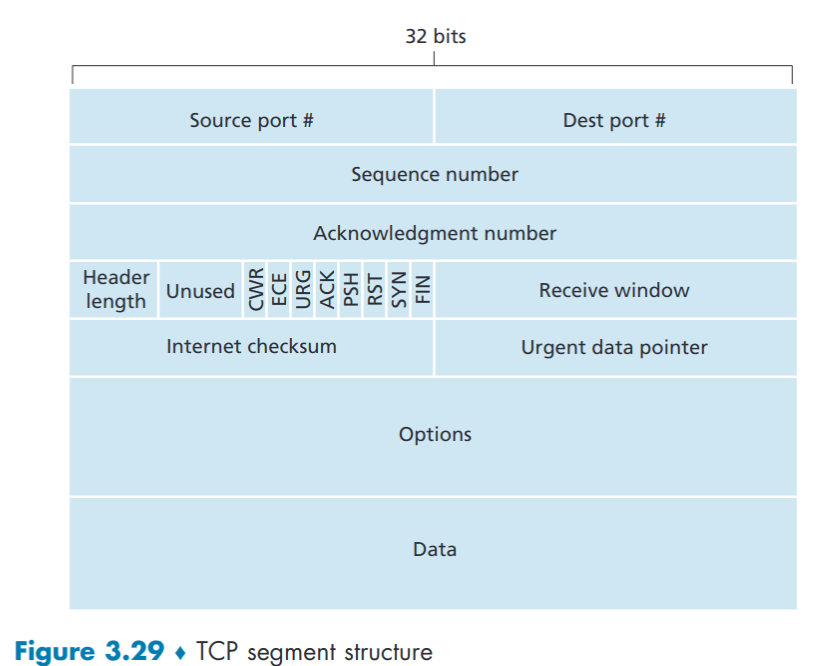 32 bits
Source port # Dest port #
Sequence number
Acknowledgment number
Header length Unused CWR ECE URG ACK PSH RST SYN FIN Receive window
Internet checksum Urgent data pointer
Options
Data
Figure 3.29 ♦ TCP segment structure